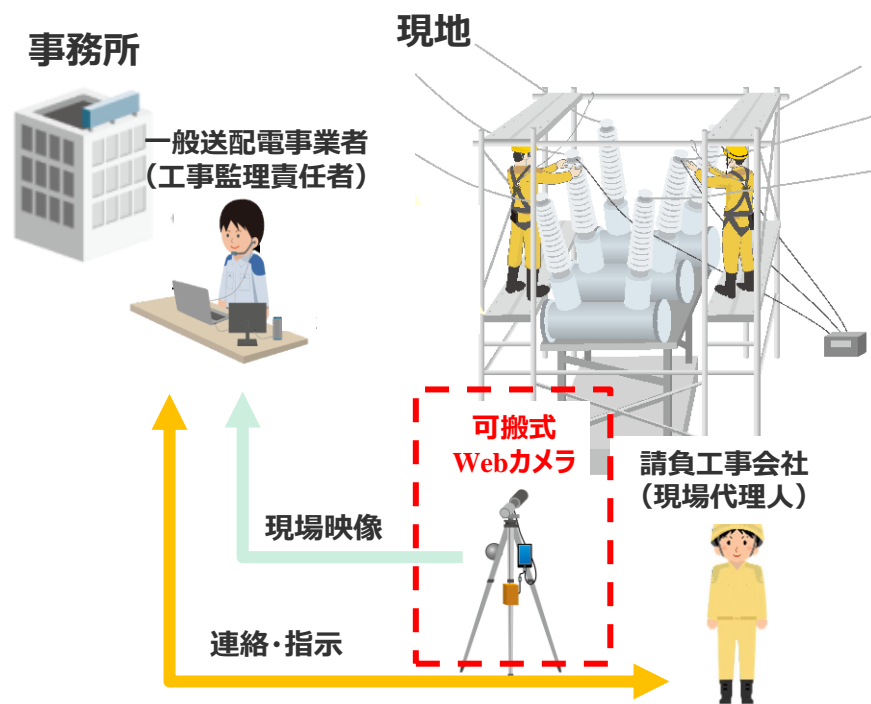 事務所
現地
一般送配電事業者
（工事監理責任者）
可搬式
Webカメラ
請負工事会社
（現場代理人）
現場映像
連絡・指示